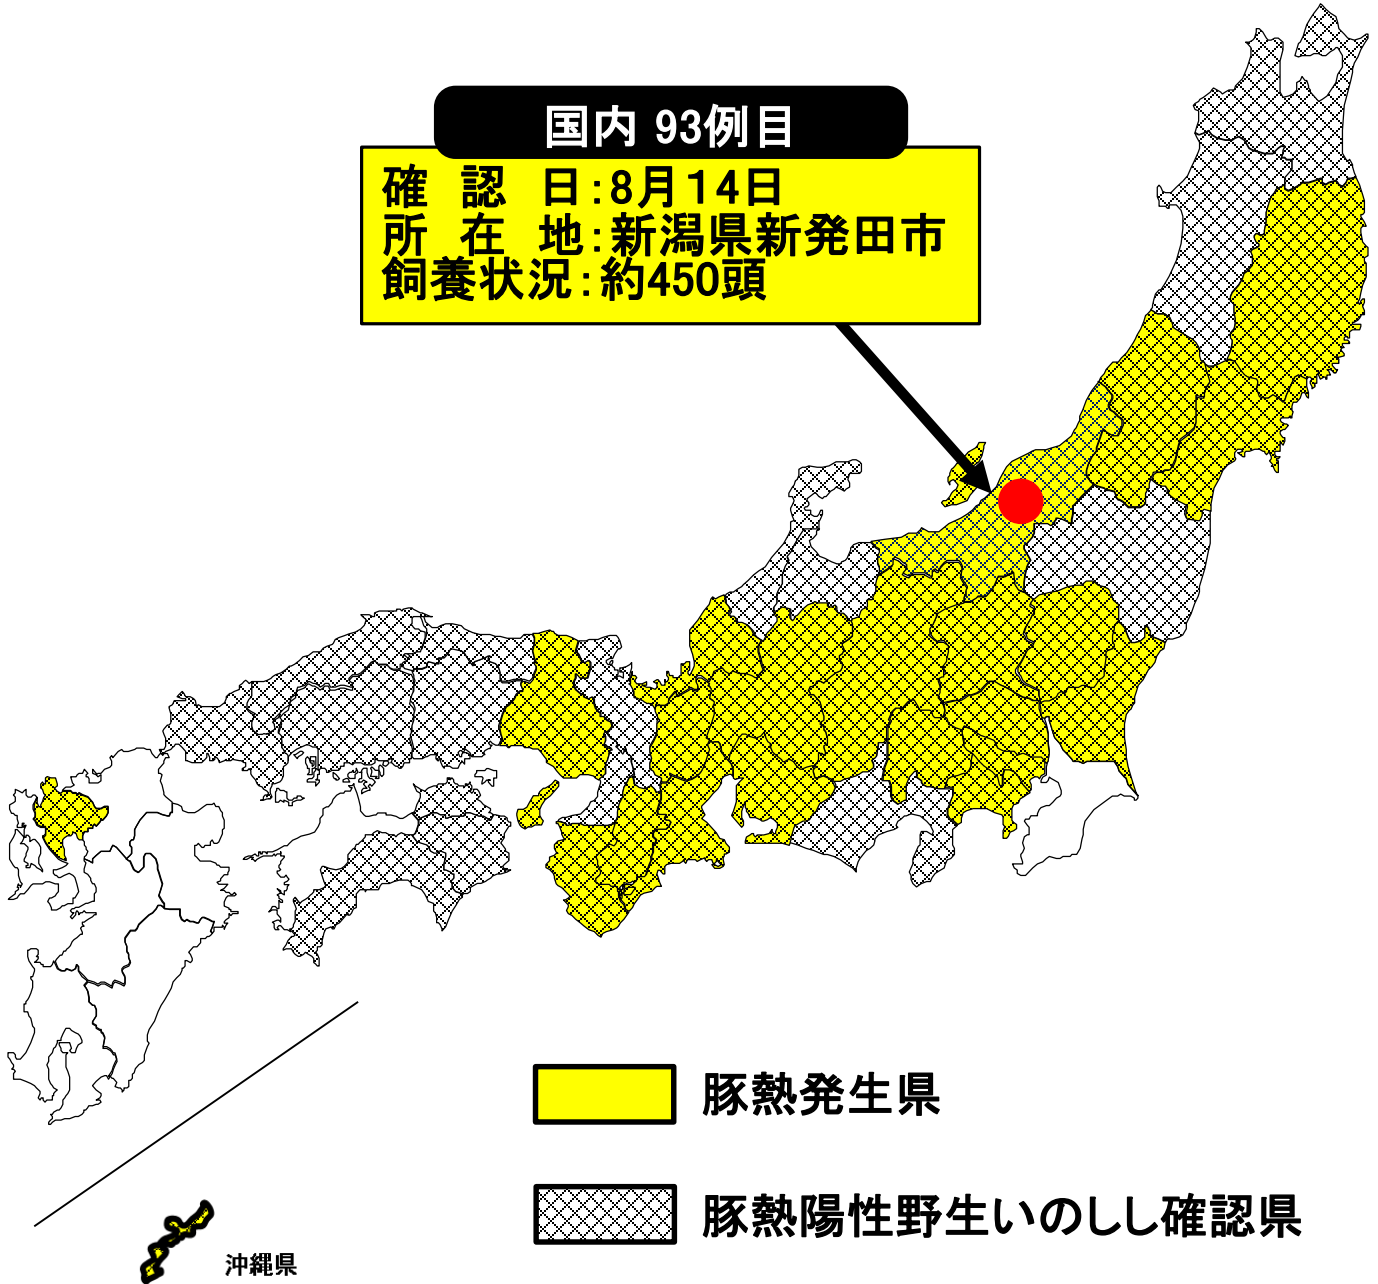 国内 93例目
確　認　日：8月１４日
所　在　地：新潟県新発田市
飼養状況：約450頭
豚熱発生県
豚熱陽性野生いのしし確認県
沖縄県